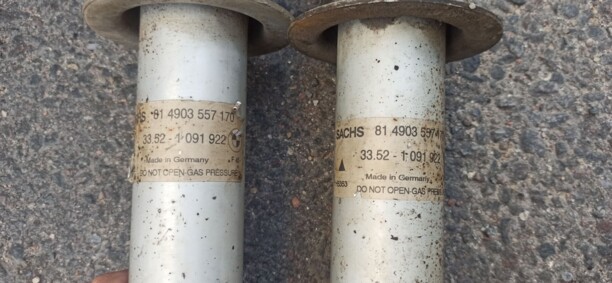 SACHS 81 4903 557 170
33.52 - 1 091 922
Made in Germany
DO NOT OPEN-GAS PRESSURE
SACHS 81 4903
33.52 - 1 091 922
Made in Germany
DO NOT OPEN-GAS PRESSURE